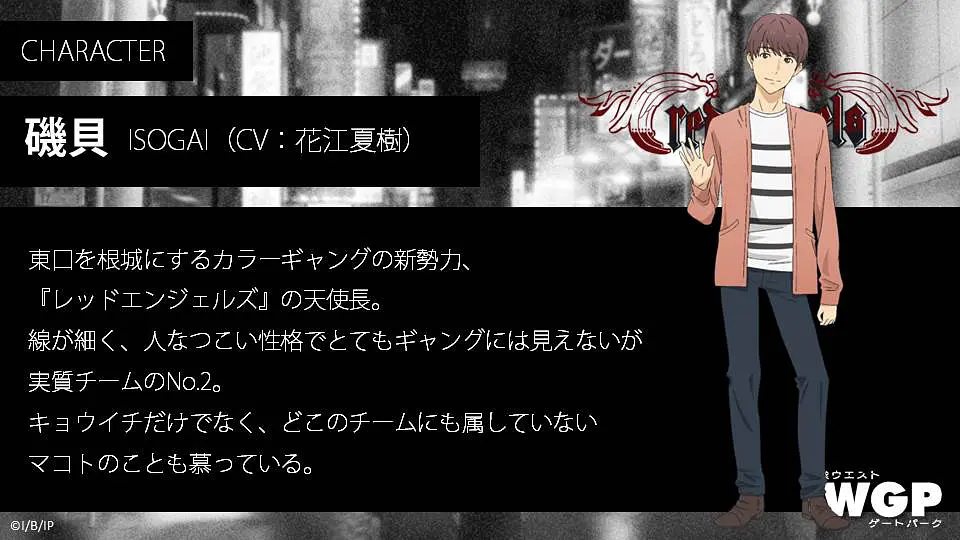 CHARACTER
磯貝 ISOGAI（CV：花江夏樹）
red
els
東口を根城にするカラーギャングの新勢力、
『レッドエンジェルズ』の天使長。
線が細く、人なつこい性格でとてもギャングには見えないが
実質チームのNo.2。
キョウイチだけでなく、どこのチームにも属していない
マコトのことも慕っている。
ウエスト
WGP
ゲートパーク
©I/B/IP